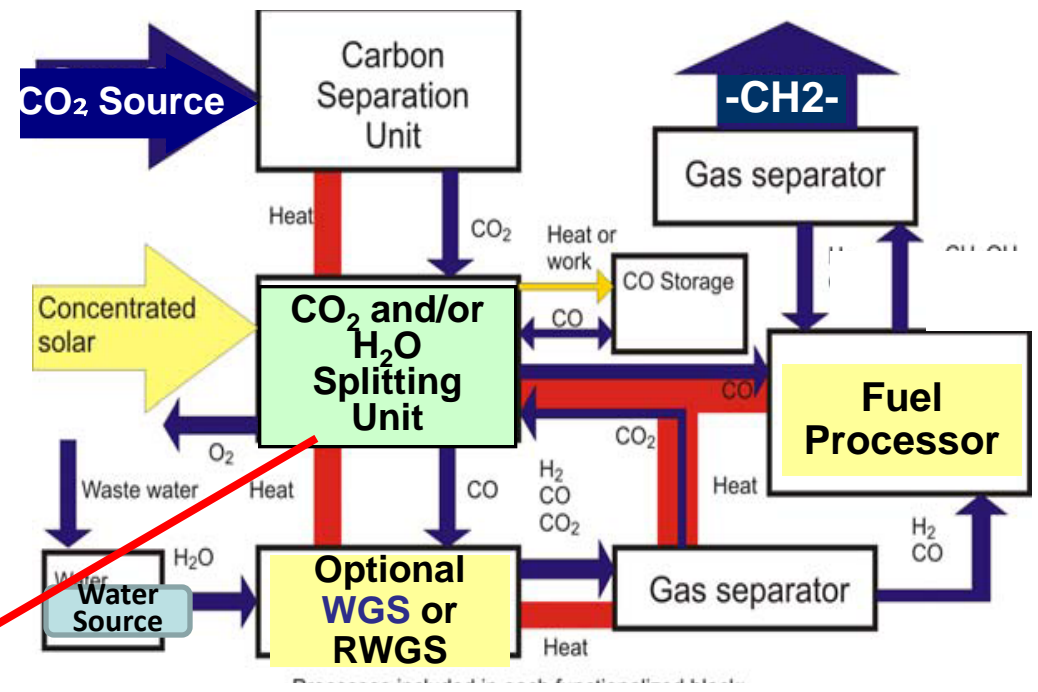 CO₂ Source
Carbon
Separation
Unit
-CH2-
Gas separator
Heat
CO₂
Heat or
work
CO Storage
Concentrated
solar
CO₂ and/or
H₂O
Splitting
Unit
CO
CO
Fuel
Processor
O₂
CO₂
Waste water
Heat
CO
H₂
CO
CO₂
Heat
H₂
CO
H₂O
Water
Water
Source
Optional
WGS or
RWGS
Gas separator
Heat